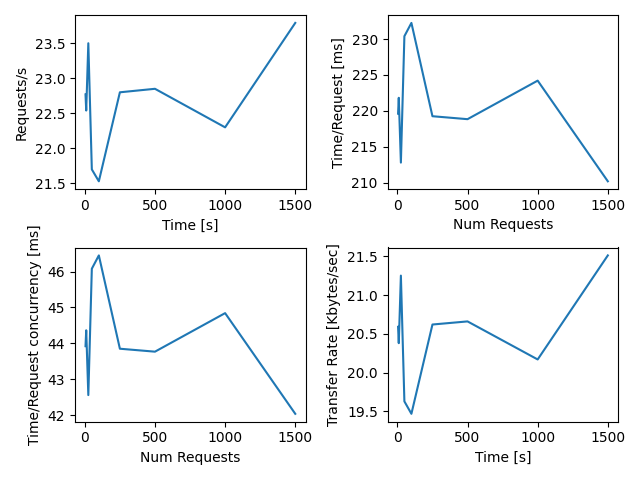 Requests/s
23.5
23.0
22.5
22.0
21.5
0 500 1000 1500
Time [s]
Time/Request [ms]
230
225
220
215
210
0 500 1000 1500
Num Requests
Time/Request concurrency [ms]
46
45
44
43
42
0 500 1000 1500
Num Requests
Transfer Rate [Kbytes/sec]
21.5
21.0
20.5
20.0
19.5
0 500 1000 1500
Time [s]